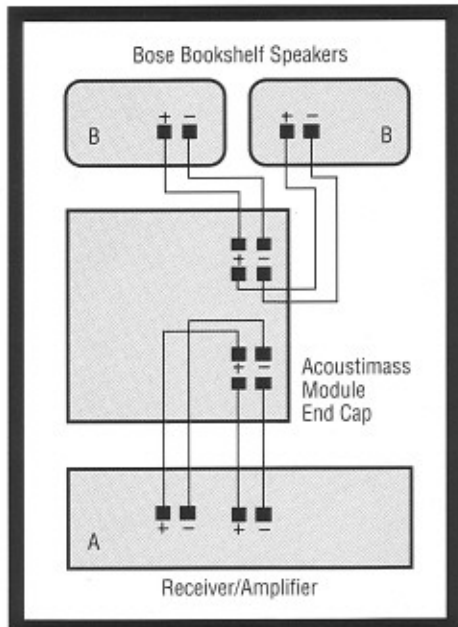 Bose Bookshelf Speakers
+ − + −
B B
+ −
+ −
Acoustimass
Module
End Cap
+ − + −
A
Receiver/Amplifier